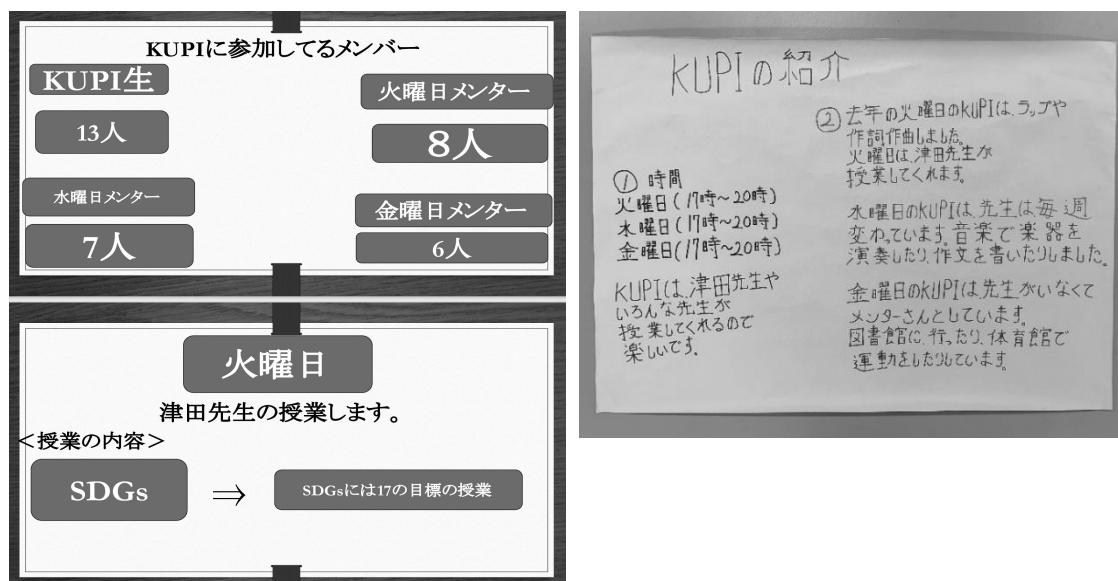 KUPIに参加してるメンバー
KUPI生
13人
火曜日メンター
8人
水曜日メンター
7人
金曜日メンター
6人
火曜日
津田先生の授業します。
＜授業の内容＞
SDGs
⇒
SDGsには17の目標の授業
KUPIの紹介
① 時間
火曜日(17時~20時)
水曜日(17時~20時)
金曜日(17時~20時)
KUPIは、津田先生や
いろんな先生が
授業してくれるので
楽しいです。
② 去年の火曜日のKUPIは、ラップや
作詞作曲しました。
火曜日は、津田先生が
授業してくれます。
水曜日のKUPIは、先生は毎週
変わっています。音楽で楽器を
演奏したり、作文を書いたりしました。
金曜日のKUPIは先生がいなくて
メンターさんとしています。
図書館に、行ったり、体育館で
運動をしたりしています。